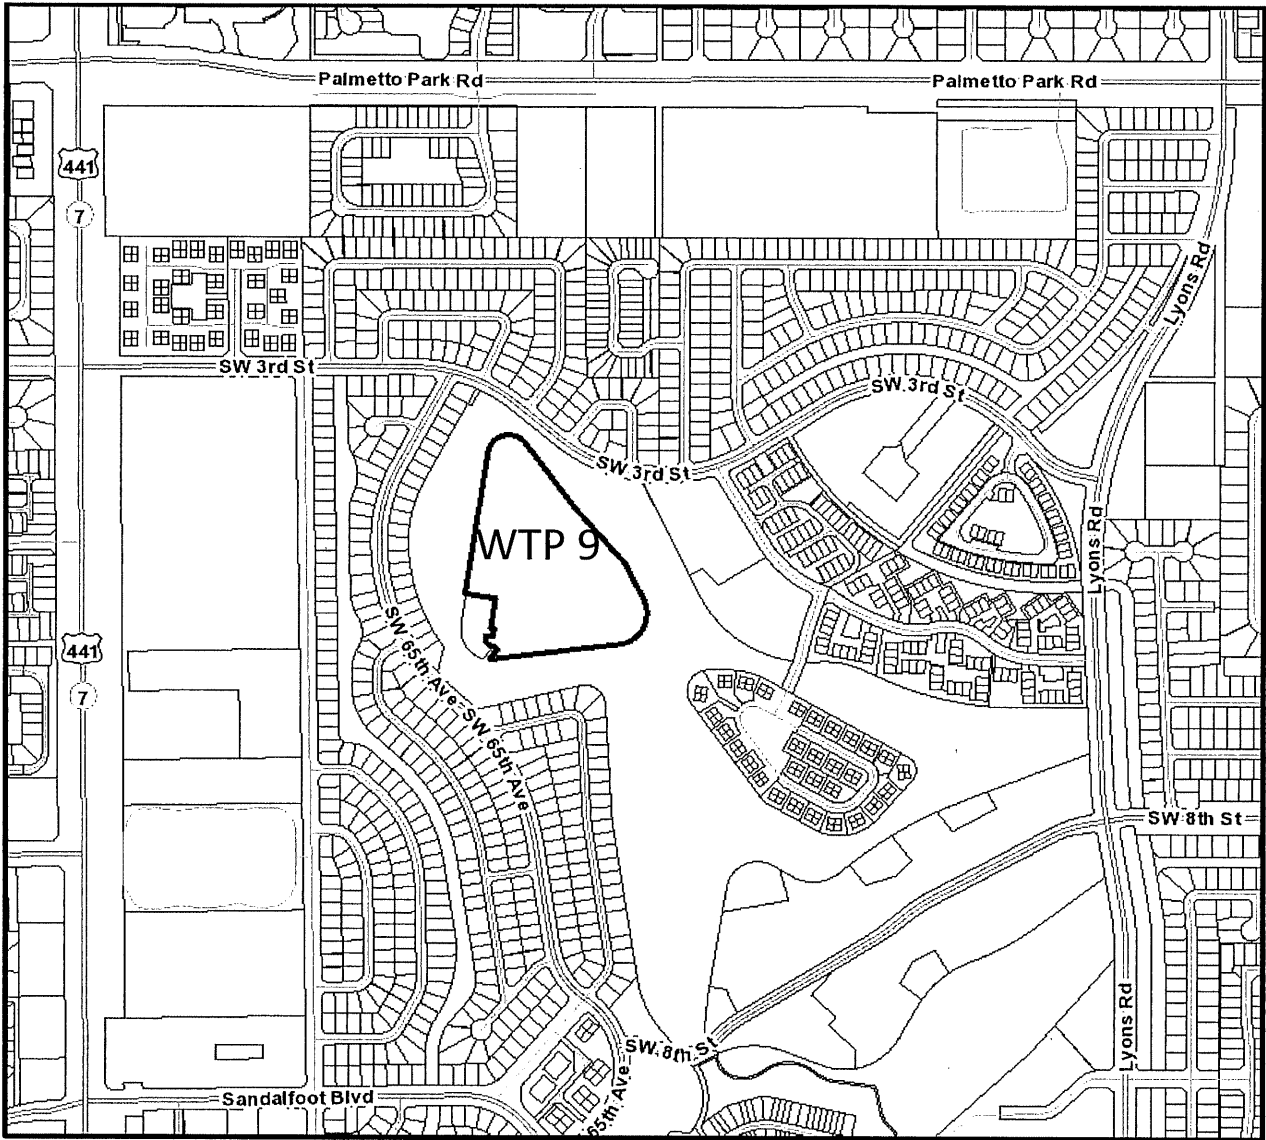 Palmetto Park Rd
Palmetto Park Rd
441
7
Lyons Rd
SW 3rd St
SW 3rd St
SW 3rd St
WTP 9
Lyons Rd
SW 65th Ave
441
7
SW 65th Ave
SW 8th St
Lyons Rd
SW 8th St
Sandalfoot Blvd
65th Ave